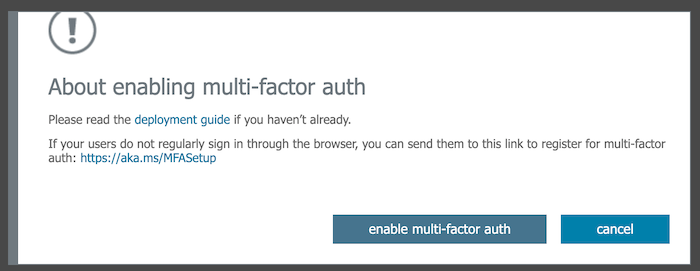 About enabling multi-factor auth
Please read the deployment guide if you haven’t already.
If your users do not regularly sign in through the browser, you can send them to this link to register for multi-factor
auth: https://aka.ms/MFASetup
enable multi-factor auth
cancel